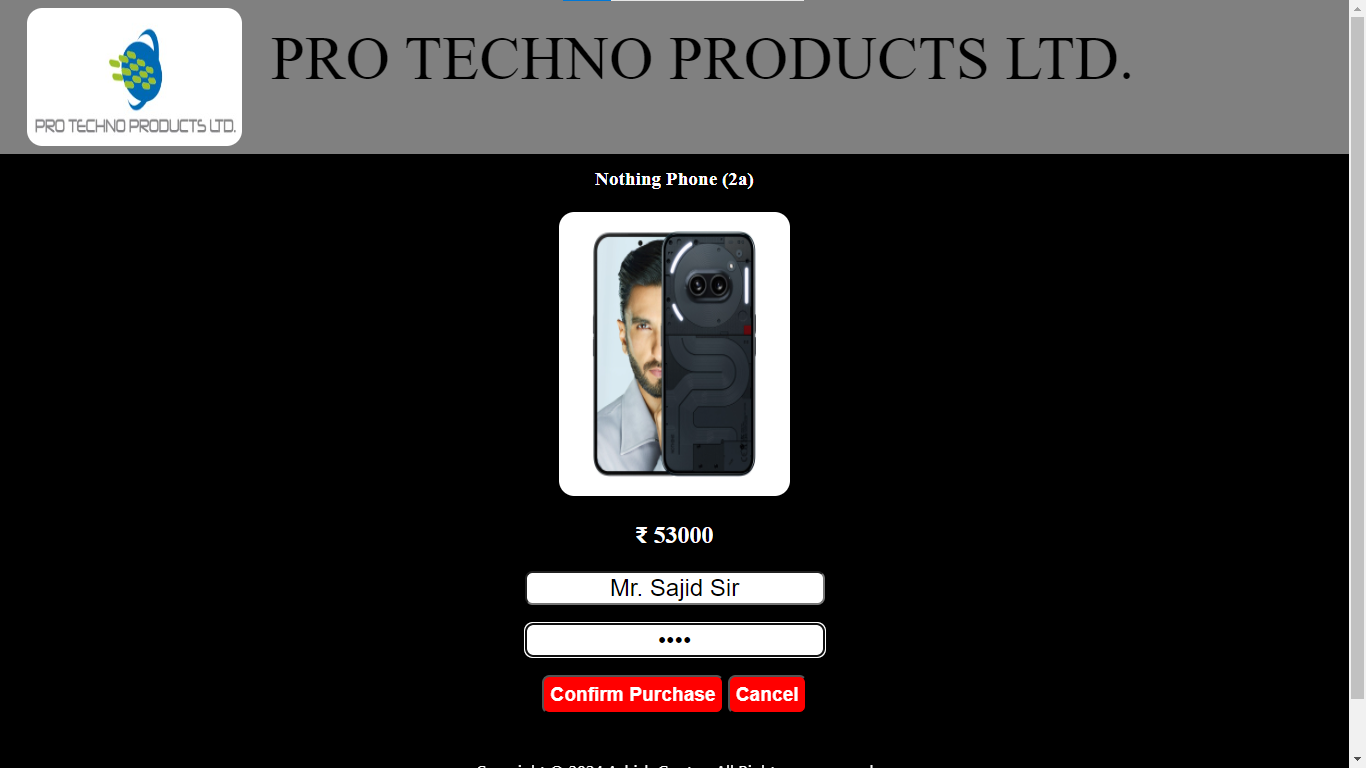 PRO TECHNO PRODUCTS LTD.
PRO TECHNO PRODUCTS LTD.
Nothing Phone (2a)
₹ 53000
Mr. Sajid Sir
••••
Confirm Purchase Cancel